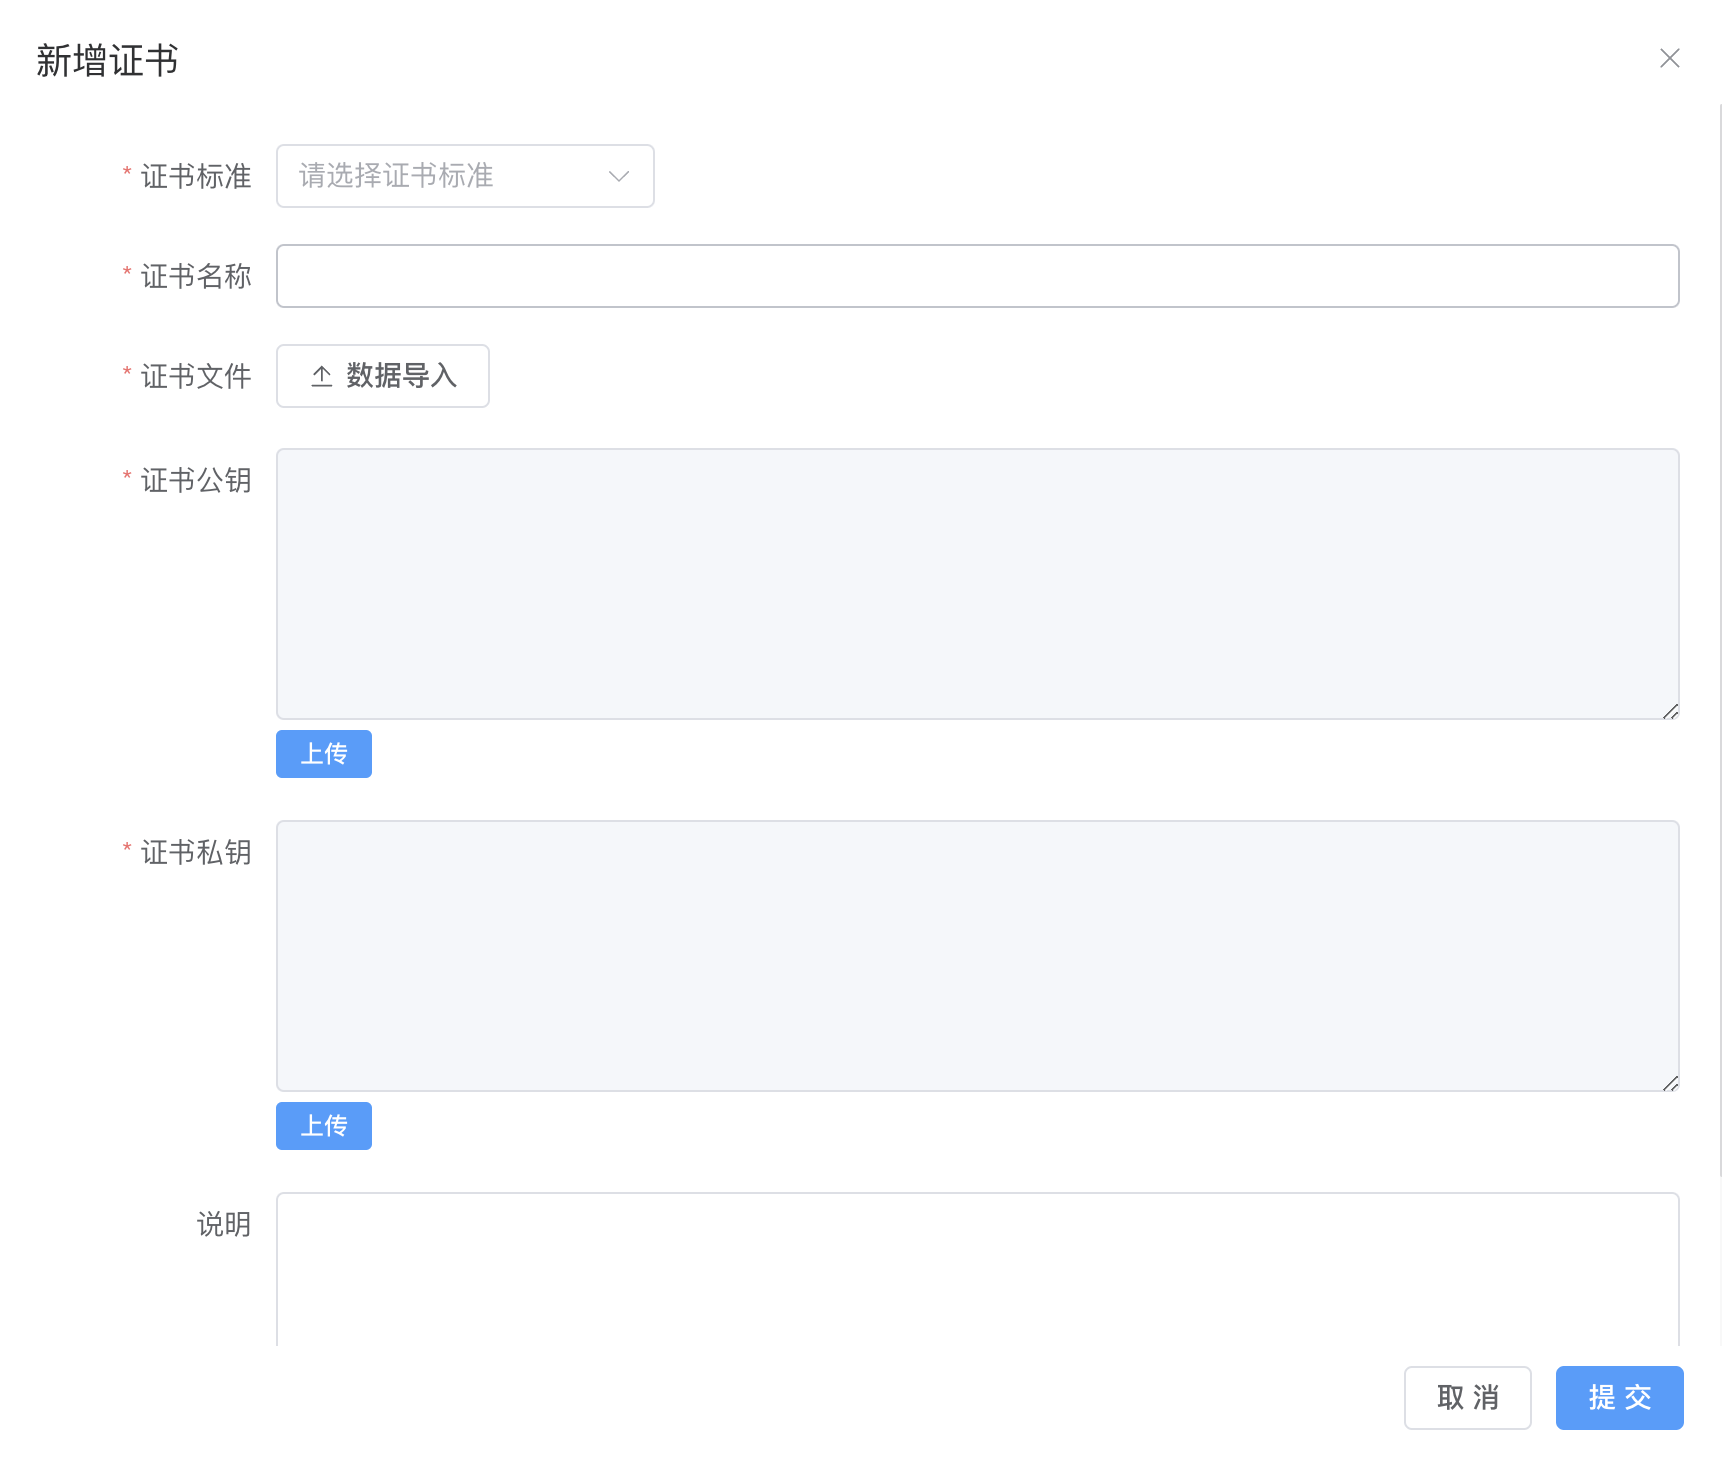 新增证书
* 证书标准 请选择证书标准
* 证书名称
* 证书文件 数据导入
* 证书公钥
上传
* 证书私钥
上传
说明
取 消 提 交